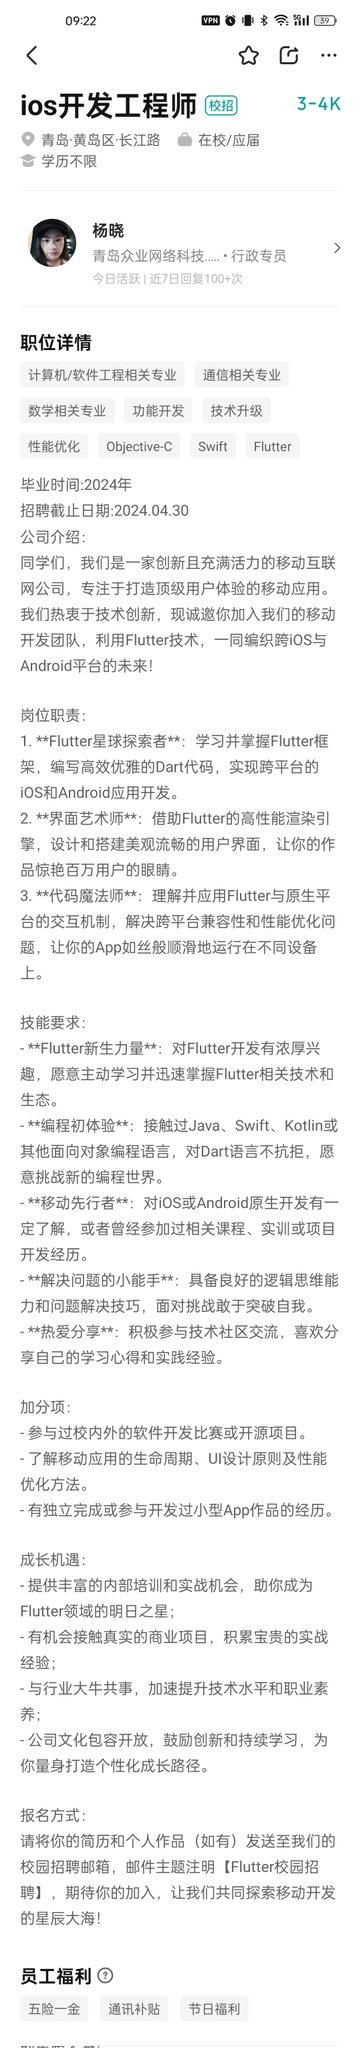 09:22
VPN
5G
39
ios开发工程师 校招 3-4K
青岛·黄岛区·长江路 在校/应届
学历不限
杨晓
青岛众业网络科技..... • 行政专员
今日活跃 | 近7日回复100+次
职位详情
计算机/软件工程相关专业 通信相关专业
数学相关专业 功能开发 技术升级
性能优化 Objective-C Swift Flutter
毕业时间:2024年
招聘截止日期:2024.04.30
公司介绍：
同学们，我们是一家创新且充满活力的移动互联
网公司，专注于打造顶级用户体验的移动应用。
我们热衷于技术创新，现诚邀你加入我们的移动
开发团队，利用Flutter技术，一同编织跨iOS与
Android平台的未来！
岗位职责：
1. **Flutter星球探索者**：学习并掌握Flutter框
架，编写高效优雅的Dart代码，实现跨平台的
iOS和Android应用开发。
2. **界面艺术师**：借助Flutter的高性能渲染引
擎，设计和搭建美观流畅的用户界面，让你的作
品惊艳百万用户的眼睛。
3. **代码魔法师**：理解并应用Flutter与原生平
台的交互机制，解决跨平台兼容性和性能优化问
题，让你的App如丝般顺滑地运行在不同设备
上。
技能要求：
- **Flutter新生力量**：对Flutter开发有浓厚兴
趣，愿意主动学习并迅速掌握Flutter相关技术和
生态。
- **编程初体验**：接触过Java、Swift、Kotlin或
其他面向对象编程语言，对Dart语言不抗拒，愿
意挑战新的编程世界。
- **移动先行者**：对iOS或Android原生开发有一
定了解，或者曾经参加过相关课程、实训或项目
开发经历。
- **解决问题的小能手**：具备良好的逻辑思维能
力和问题解决技巧，面对挑战敢于突破自我。
- **热爱分享**：积极参与技术社区交流，喜欢分
享自己的学习心得和实践经验。
加分项：
- 参与过校内外的软件开发比赛或开源项目。
- 了解移动应用的生命周期、UI设计原则及性能
优化方法。
- 有独立完成或参与开发过小型App作品的经历。
成长机遇：
- 提供丰富的内部培训和实战机会，助你成为
Flutter领域的明日之星；
- 有机会接触真实的商业项目，积累宝贵的实战
经验；
- 与行业大牛共事，加速提升技术水平和职业素
养；
- 公司文化包容开放，鼓励创新和持续学习，为
你量身打造个性化成长路径。
报名方式：
请将你的简历和个人作品（如有）发送至我们的
校园招聘邮箱，邮件主题注明【Flutter校园招
聘】，期待你的加入，让我们共同探索移动开发
的星辰大海！
员工福利
五险一金 通讯补贴 节日福利